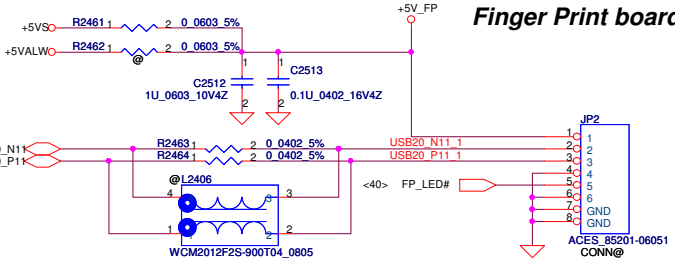 +5V_FP
Finger Print board
+5VS
R2461 1 2 0_0603_5%
+5VALW
R2462 1 2 0_0603_5%
@
1 1
C2513
C2512
1U_0603_10V4Z 2 2 0.1U_0402_16V4Z
JP2
0_N11 R2463 1 2 0_0402_5% USB20_N11_1
0_P11 R2464 1 2 0_0402_5% USB20_P11_1
1 1
2 2
3 3
4 4
5 5
6 6
7 GND
8 GND
@ L2406
4 3 3
1 2 2
<40> FP_LED#
WCM2012F2S-900T04_0805
ACES_85201-06051
CONN@